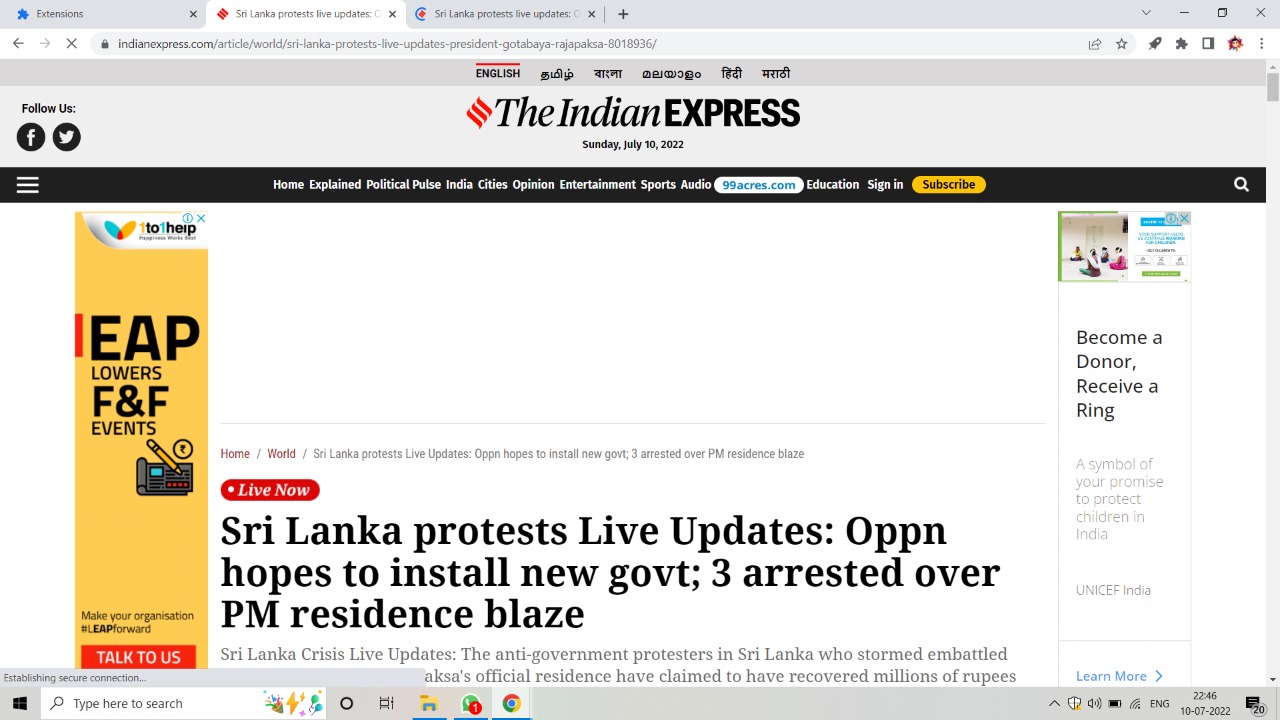 Extensions
Sri Lanka protests live updates: O
Sri Lanka protests live updates: O
indianexpress.com/article/world/sri-lanka-protests-live-updates-president-gotabaya-rajapaksa-8018936/
ENGLISH தமிழ் বাংলা മലയാളം हिंदी मराठी
Follow Us:
The Indian EXPRESS
Sunday, July 10, 2022
Home Explained Political Pulse India Cities Opinion Entertainment Sports Audio 99acres.com Education Sign in Subscribe
1to1help
Happiness Works Best
EAP
LOWERS
F&F
EVENTS
Make your organisation
#LEAPforward
TALK TO US
Home / World / Sri Lanka protests Live Updates: Oppn hopes to install new govt; 3 arrested over PM residence blaze
• Live Now
Sri Lanka protests Live Updates: Oppn
hopes to install new govt; 3 arrested over
PM residence blaze
Sri Lanka Crisis Live Updates: The anti-government protesters in Sri Lanka who stormed embattled
aksa's official residence have claimed to have recovered millions of rupees
Become a
Donor,
Receive a
Ring
A symbol of
your promise
to protect
children in
India
UNICEF India
Learn More
Establishing secure connection...
Type here to search
1
ENG
22:46
10-07-2022
20